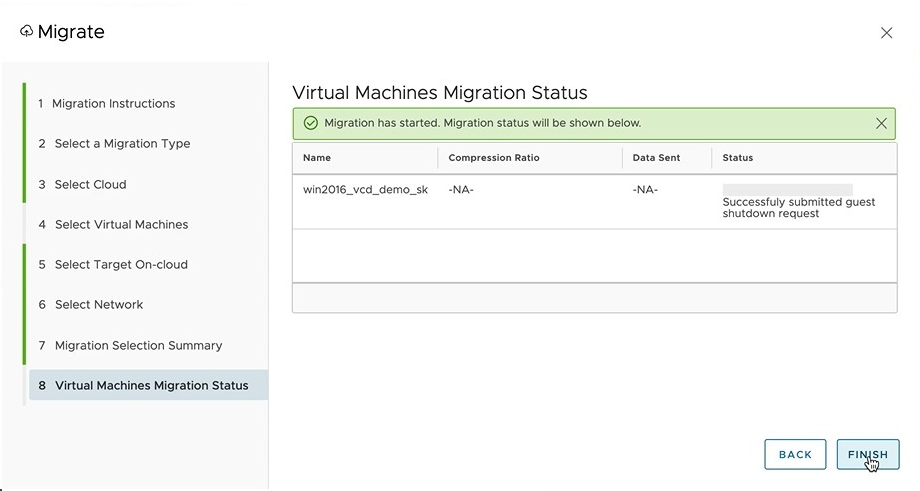 Migrate
1 Migration Instructions
2 Select a Migration Type
3 Select Cloud
4 Select Virtual Machines
5 Select Target On-cloud
6 Select Network
7 Migration Selection Summary
8 Virtual Machines Migration Status
Virtual Machines Migration Status
Migration has started. Migration status will be shown below.
Name Compression Ratio Data Sent Status
win2016_vcd_demo_sk -NA- -NA-
Successfuly submitted guest
shutdown request
BACK FINISH